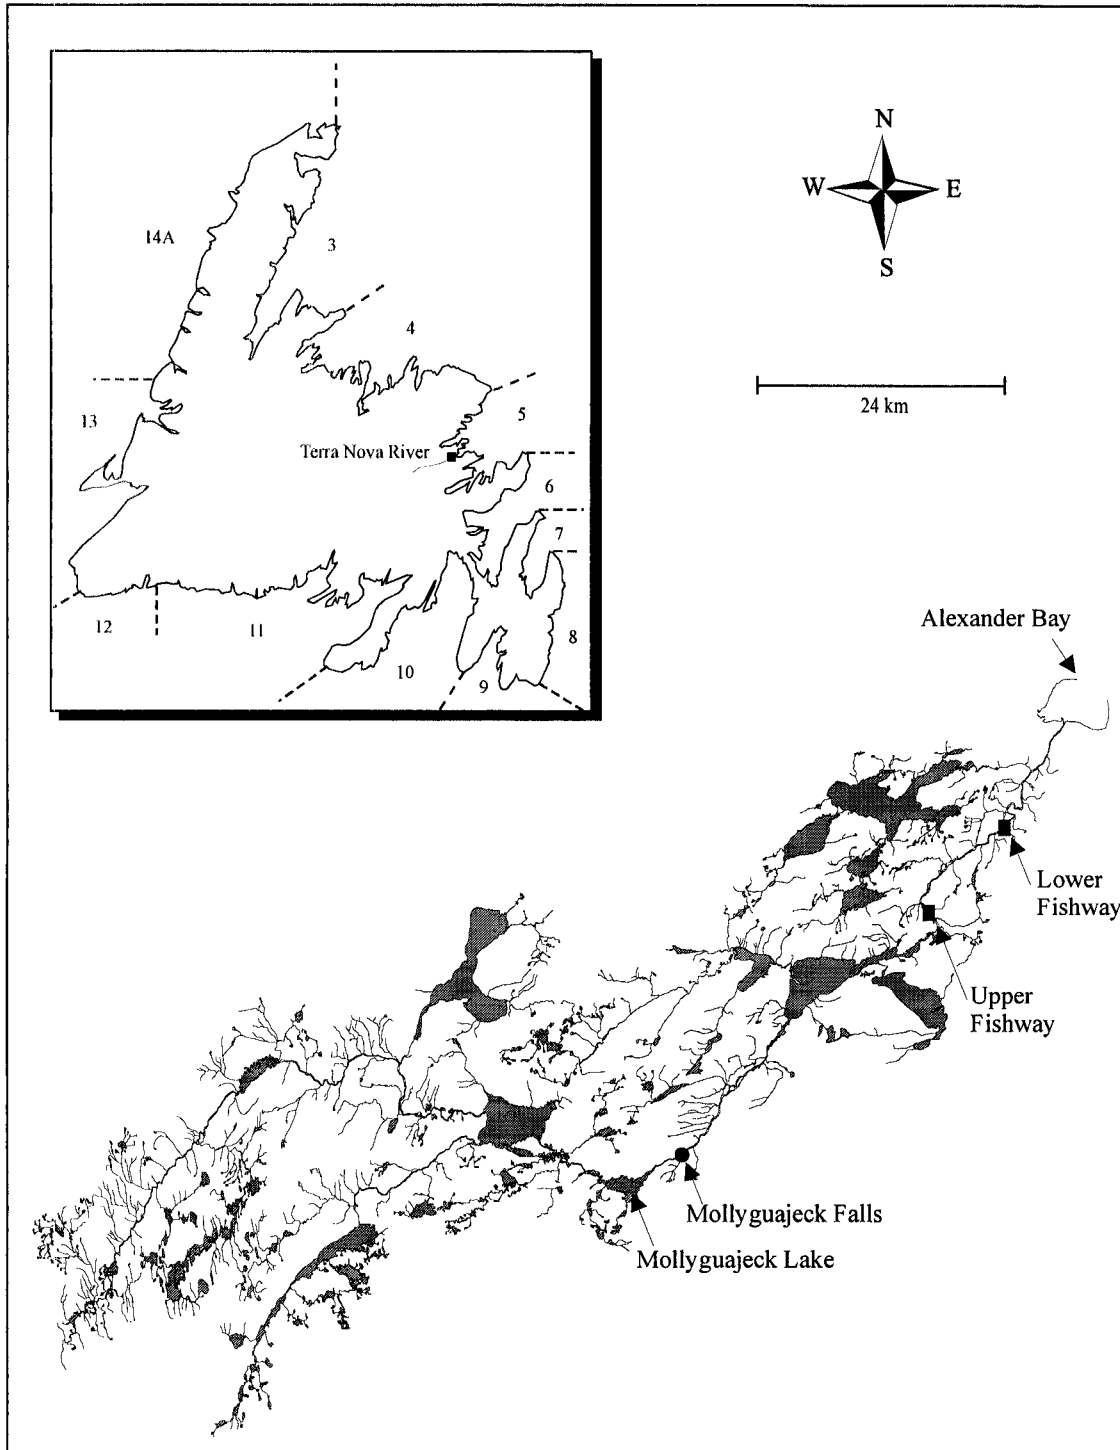 N
W
E
S
24 km
14A
3
4
5
13
Terra Nova River
6
7
12
11
10
9
8
Alexander Bay
Lower
Fishway
Upper
Fishway
Mollyguajeck Falls
Mollyguajeck Lake